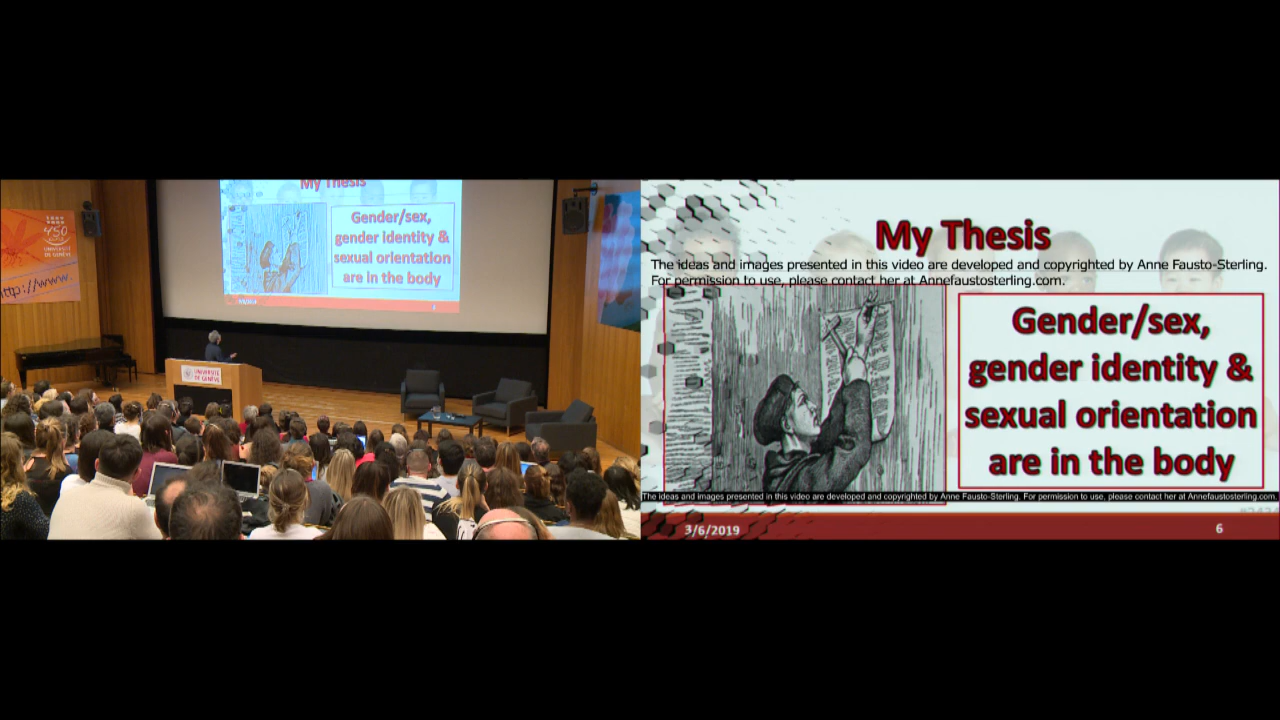 450
UNIVERSITÉ
DE GENÈVE
http://www.
My Thesis
Gender/sex,
gender identity &
sexual orientation
are in the body
UNIVERSITÉ
DE GENÈVE
My Thesis
The ideas and images presented in this video are developed and copyrighted by Anne Fausto-Sterling.
For permission to use, please contact her at Annefaustosterling.com.
Gender/sex,
gender identity &
sexual orientation
are in the body
The ideas and images presented in this video are developed and copyrighted by Anne Fausto-Sterling. For permission to use, please contact her at Annefaustosterling.com.
3/6/2019
6